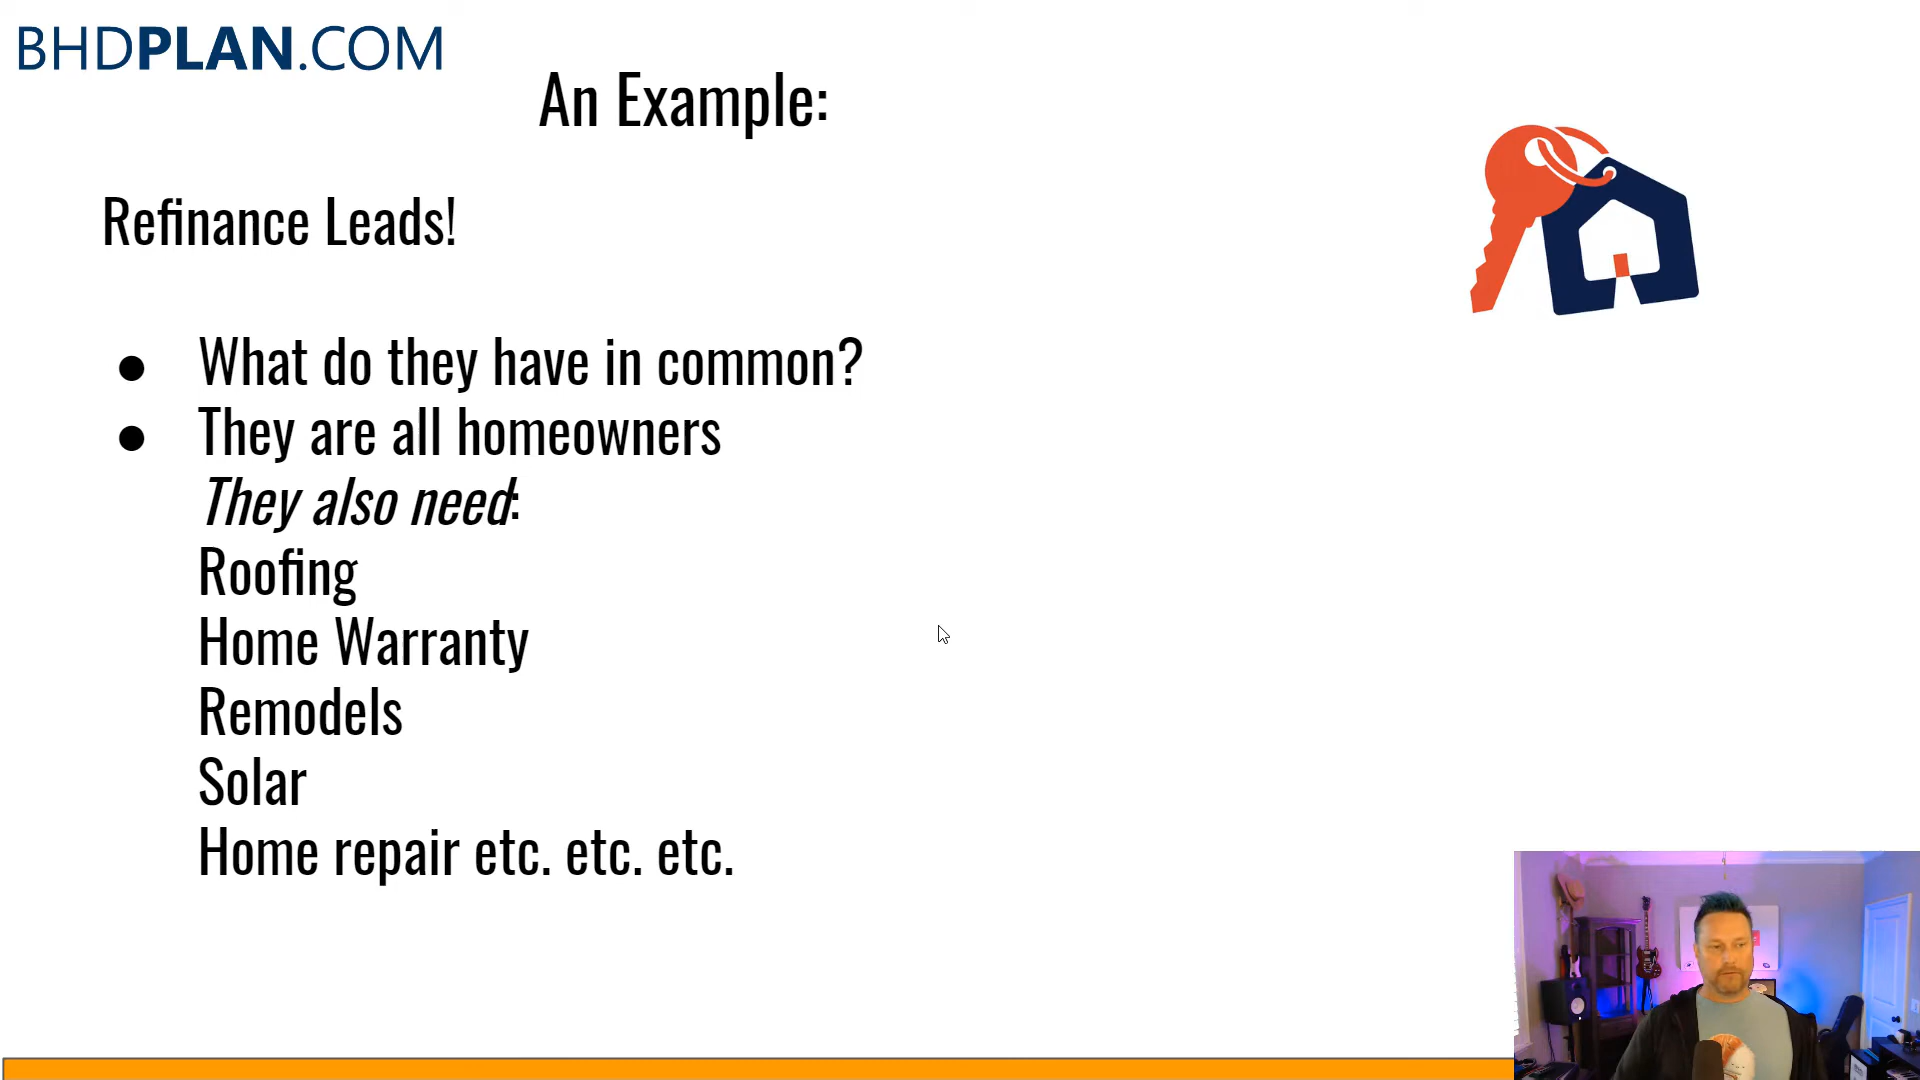 BHDPLAN.COM
An Example:
Refinance Leads!
● What do they have in common?
● They are all homeowners
They also need:
Roofing
Home Warranty
Remodels
Solar
Home repair etc. etc. etc.